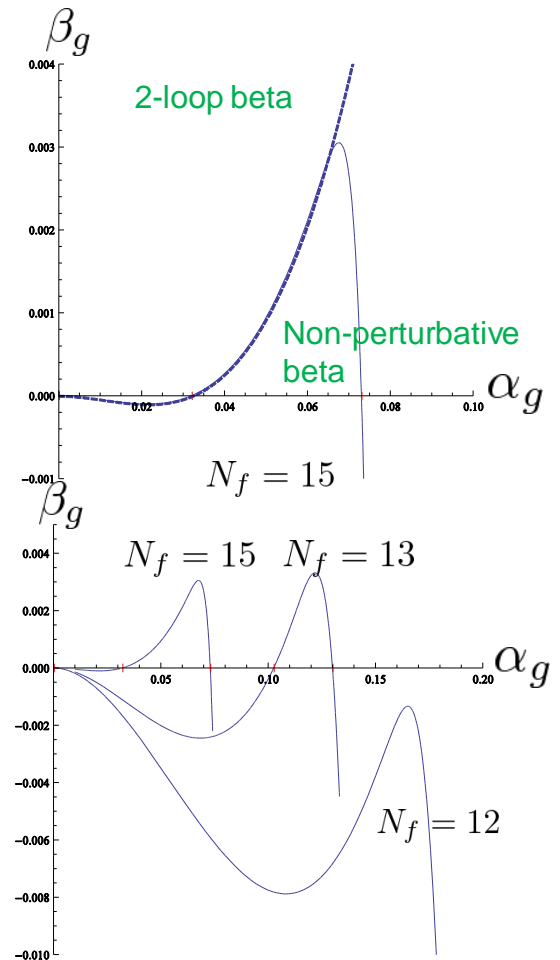 β_g
0.004
2-loop beta
0.003
0.002
0.001
Non-perturbative
beta
0.000
0.02 0.04 0.06 0.08 0.10
α_g
-0.001
N_f = 15
β_g
0.004
N_f = 15 N_f = 13
0.002
0.000
0.05 0.10 0.15 0.20
α_g
-0.002
-0.004
N_f = 12
-0.006
-0.008
-0.010